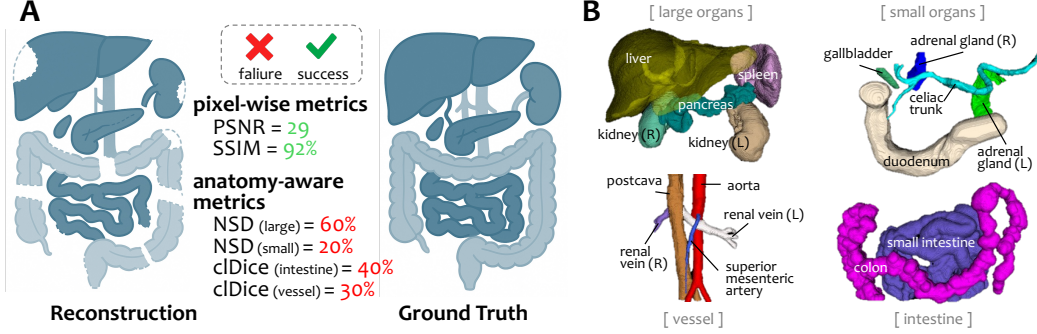 A
faliure
success
pixel-wise metrics
PSNR = 29
SSIM = 92%
anatomy-aware
metrics
NSD (large) = 60%
NSD (small) = 20%
clDice (intestine) = 40%
clDice (vessel) = 30%
Reconstruction
Ground Truth
B
[ large organs ]
liver
spleen
pancreas
kidney (R)
kidney (L)
[ small organs ]
adrenal gland (R)
gallbladder
celiac
trunk
duodenum
adrenal
gland (L)
postcava
aorta
renal vein (L)
renal
vein (R)
superior
mesenteric
artery
[ vessel ]
small intestine
colon
[ intestine ]